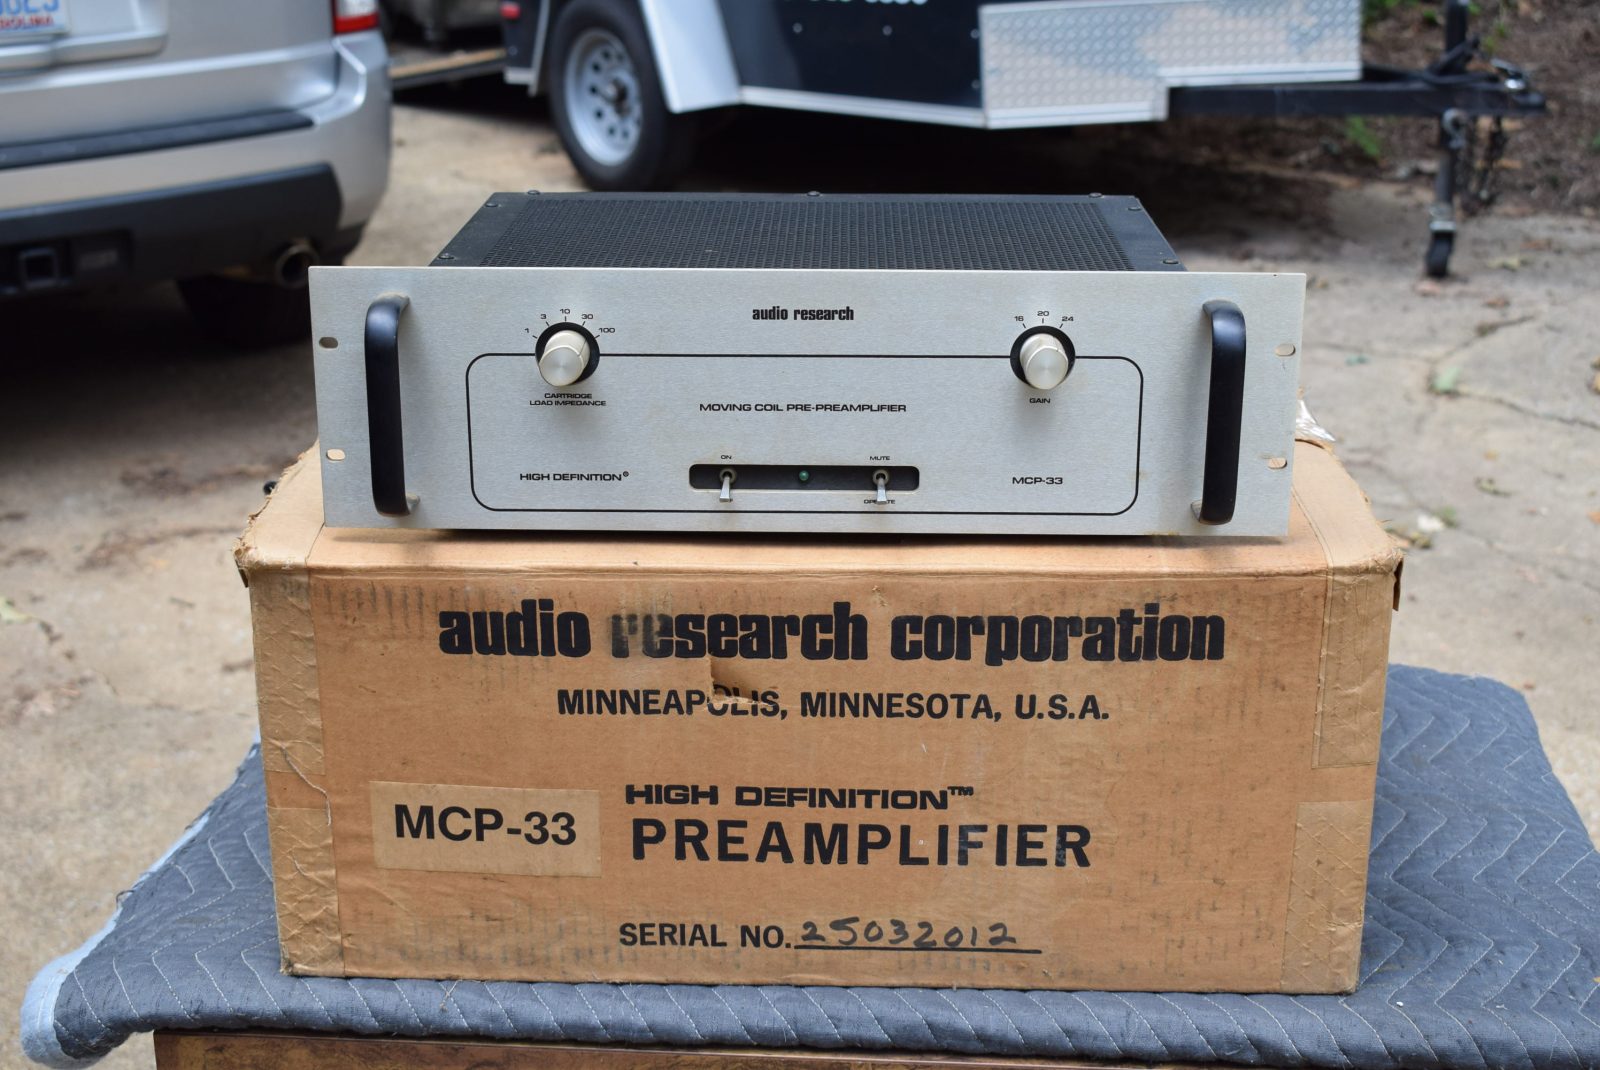 audio research
1 3 10 30 100
16 20 24
CARTRIDGE
LOAD IMPEDANCE
GAIN
MOVING COIL PRE-PREAMPLIFIER
ON
MUTE
HIGH DEFINITION®
MCP-33
OPERATE
audio research corporation
MINNEAPOLIS, MINNESOTA, U.S.A.
HIGH DEFINITION™
MCP-33
PREAMPLIFIER
SERIAL NO. 25032012